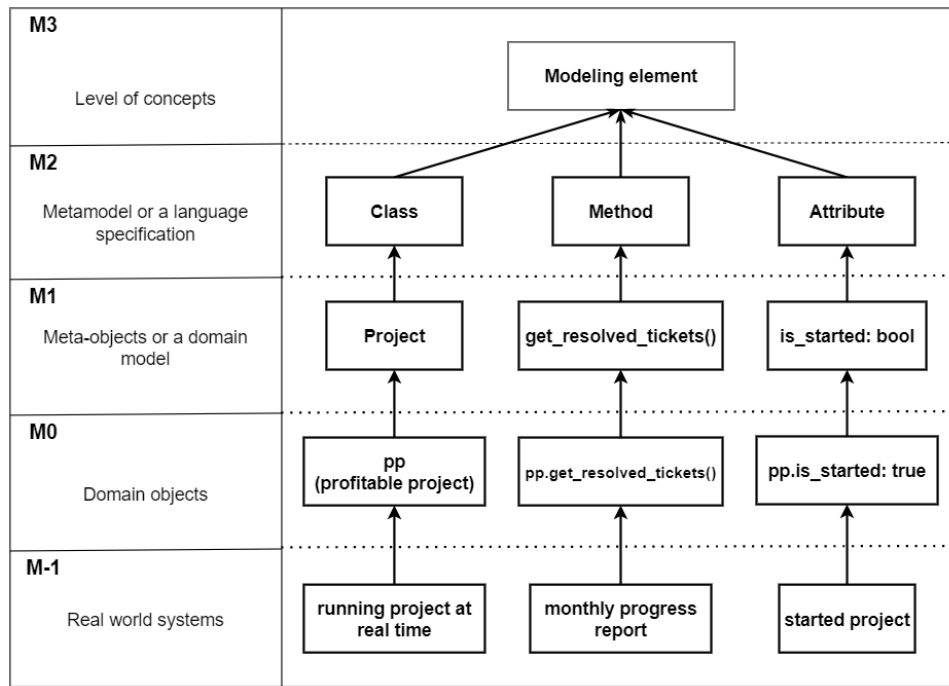 M3
Level of concepts
Modeling element
M2
Metamodel or a language
specification
Class
Method
Attribute
M1
Meta-objects or a domain
model
Project
get_resolved_tickets()
is_started: bool
M0
Domain objects
pp
(profitable project)
pp.get_resolved_tickets()
pp.is_started: true
M-1
Real world systems
running project at
real time
monthly progress
report
started project